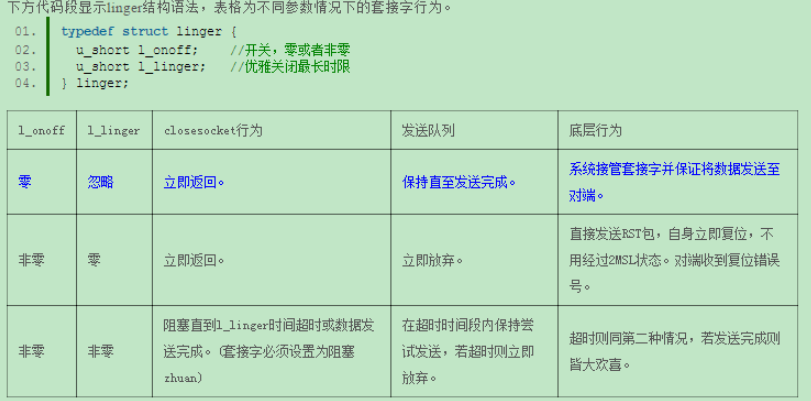 下方代码段显示linger结构语法，表格为不同参数情况下的套接字行为。
01. typedef struct linger {
02. u_short l_onoff; //开关，零或者非零
03. u_short l_linger; //优雅关闭最长时限
04. } linger;
l_onoff l_linger closesocket行为 发送队列 底层行为
零 忽略 立即返回。 保持直至发送完成。 系统接管套接字并保证将数据发送至
对端。
非零 零 立即返回。 立即放弃。 直接发送RST包，自身立即复位，不
用经过2MSL状态。对端收到复位错误
号。
非零 非零 阻塞直到l_linger时间超时或数据发
送完成。(套接字必须设置为阻塞
zhuan)
在超时时间段内保持尝
试发送，若超时则立即
放弃。
超时则同第二种情况，若发送完成则
皆大欢喜。